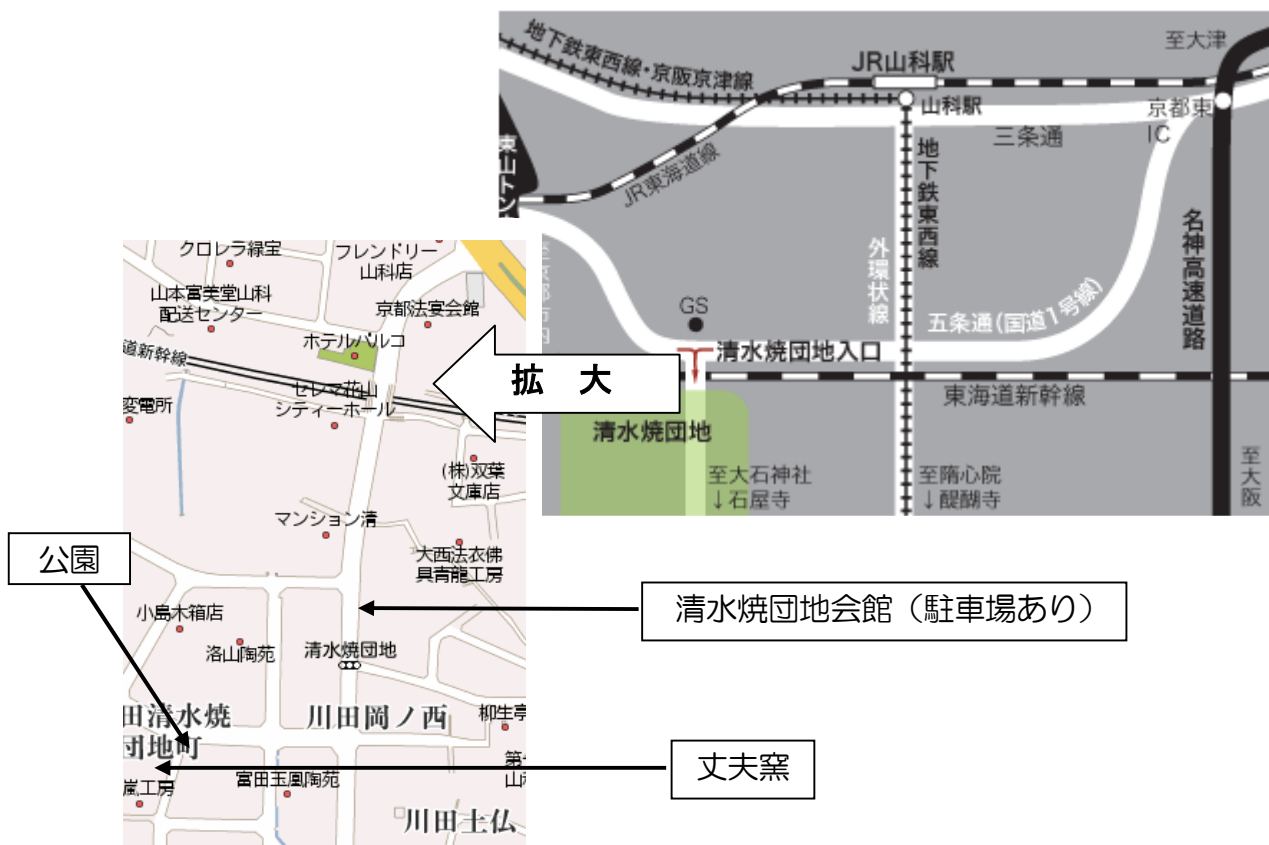 地下鉄東西線・京阪京津線
JR山科駅
至大津
山科駅
京都東
IC
三条通
JR東海道線
地下鉄東西線
外環状線
名神高速道路
GS
五条通(国道1号線)
清水焼団地入口
東海道新幹線
清水焼団地
至大石神社
↓石屋寺
至隋心院
↓醍醐寺
至大阪
拡 大
クロレラ緑宝
フレンドリー
山科店
山本富美堂山科
配送センター
京都法宴会館
ホテルパルコ
道新幹線
セレマ花山
シティーホール
変電所
(株)双葉
文庫店
マンション清
大西法衣佛
具青龍工房
公園
清水焼団地会館(駐車場あり)
小島木箱店
洛山陶苑
清水焼団地
田清水焼
団地町
川田岡ノ西
柳生亭
丈夫窯
嵐工房
富田玉凰陶苑
川田土仏